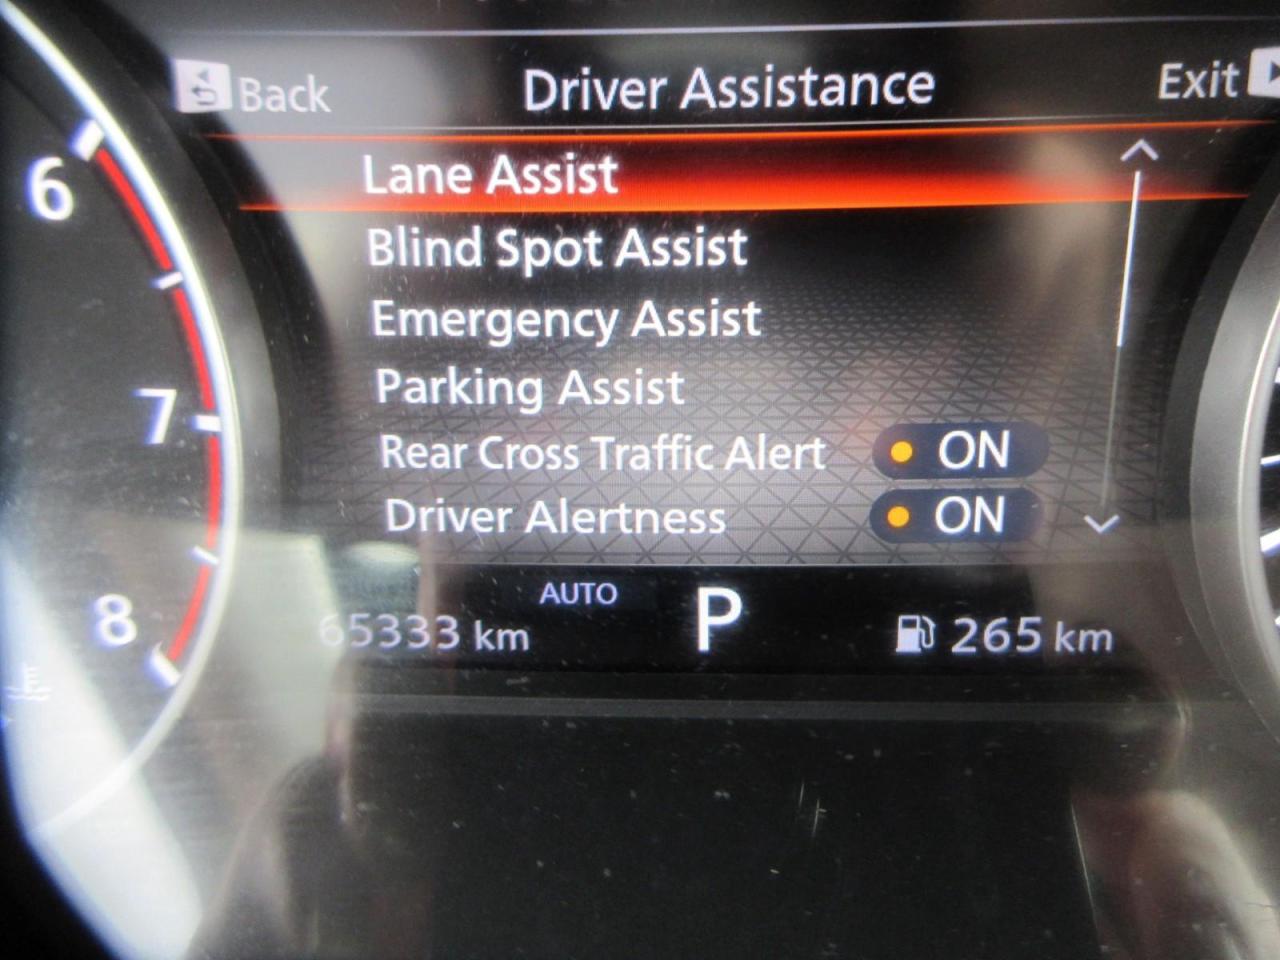 Back Driver Assistance Exit
Lane Assist
Blind Spot Assist
Emergency Assist
Parking Assist
Rear Cross Traffic Alert ON
Driver Alertness ON
AUTO
65333 km P 265 km
6
7
8